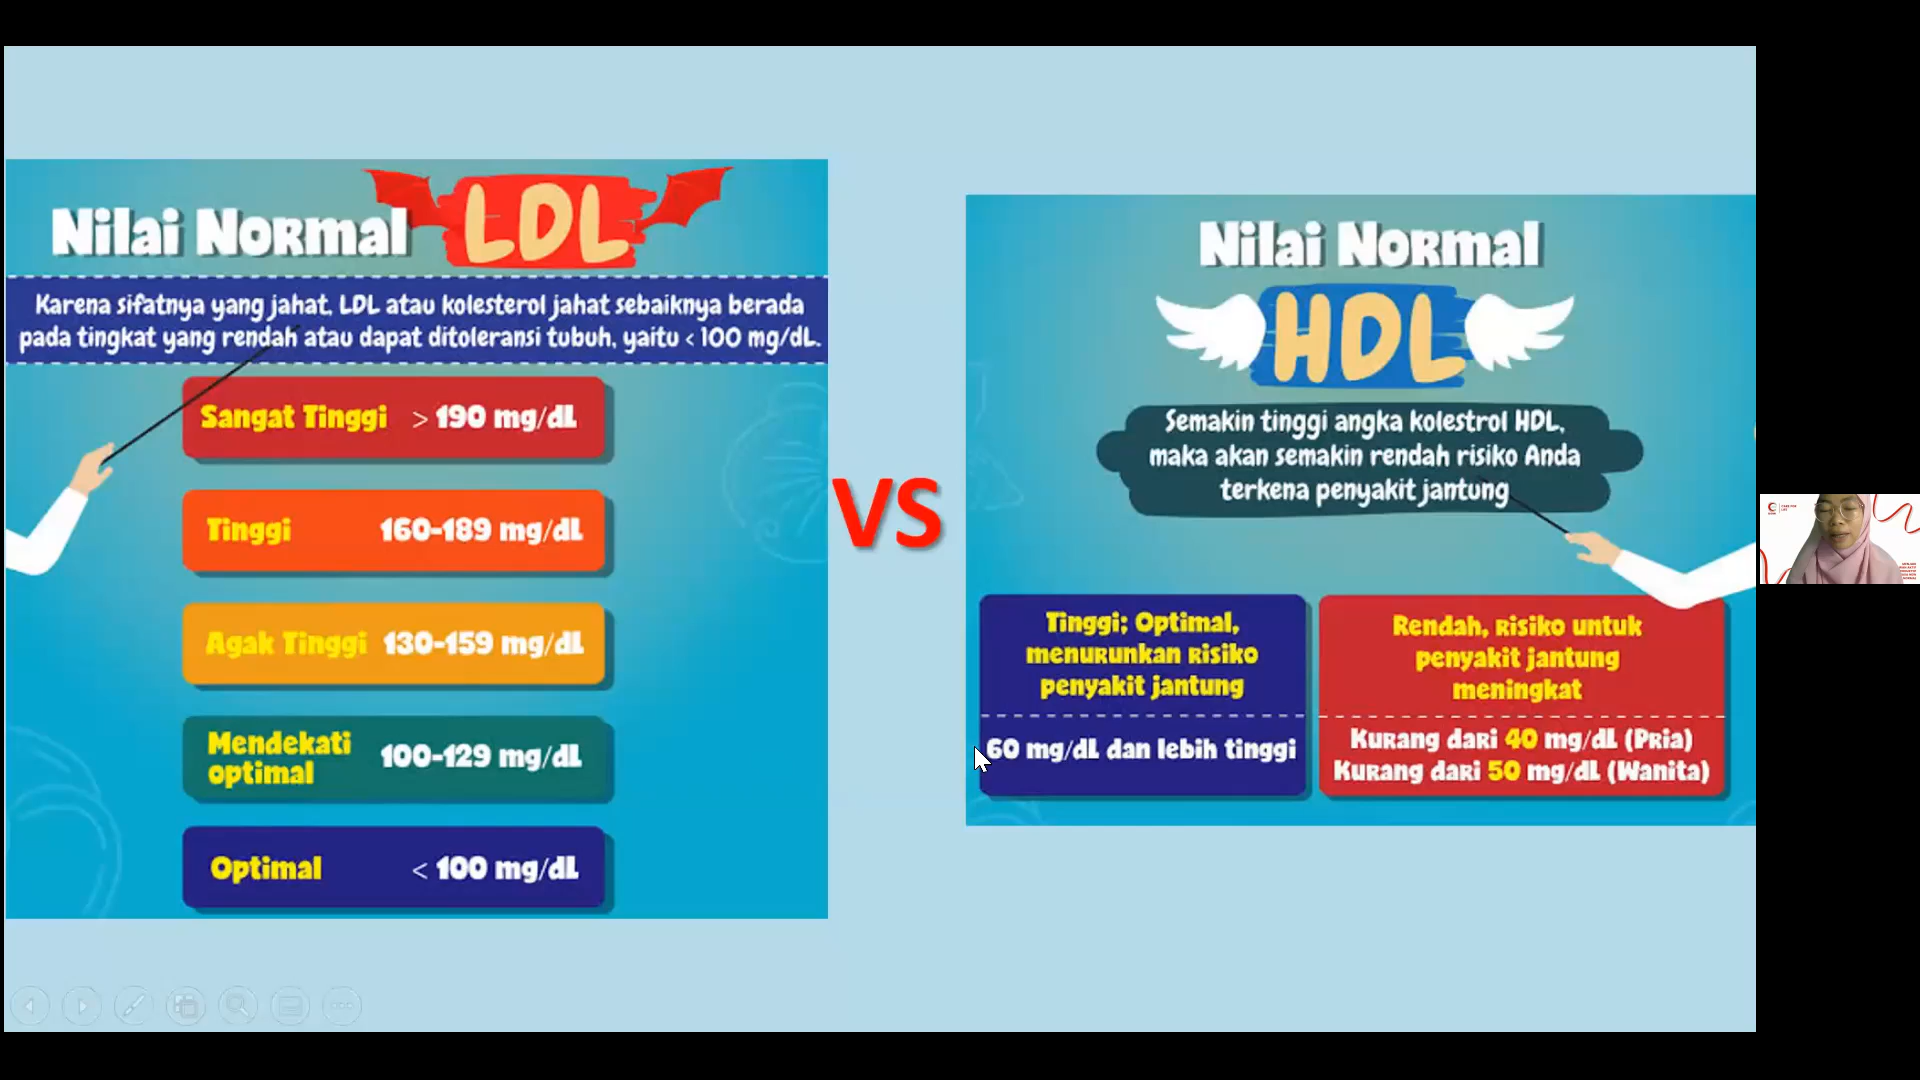 Nilai Normal LDL
Karena sifatnya yang jahat, LDL atau kolesterol jahat sebaiknya berada
pada tingkat yang rendah atau dapat ditoleransi tubuh, yaitu < 100 mg/dL.
Sangat Tinggi > 190 mg/dL
Tinggi 160-189 mg/dL
Agak Tinggi 130-159 mg/dL
Mendekati
optimal 100-129 mg/dL
Optimal < 100 mg/dL
VS
Nilai Normal
HDL
Semakin tinggi angka kolestrol HDL,
maka akan semakin rendah risiko Anda
terkena penyakit jantung
Tinggi; Optimal,
menurunkan risiko
penyakit jantung
60 mg/dL dan lebih tinggi
Rendah, risiko untuk
penyakit jantung
meningkat
Kurang dari 40 mg/dL (Pria)
Kurang dari 50 mg/dL (Wanita)